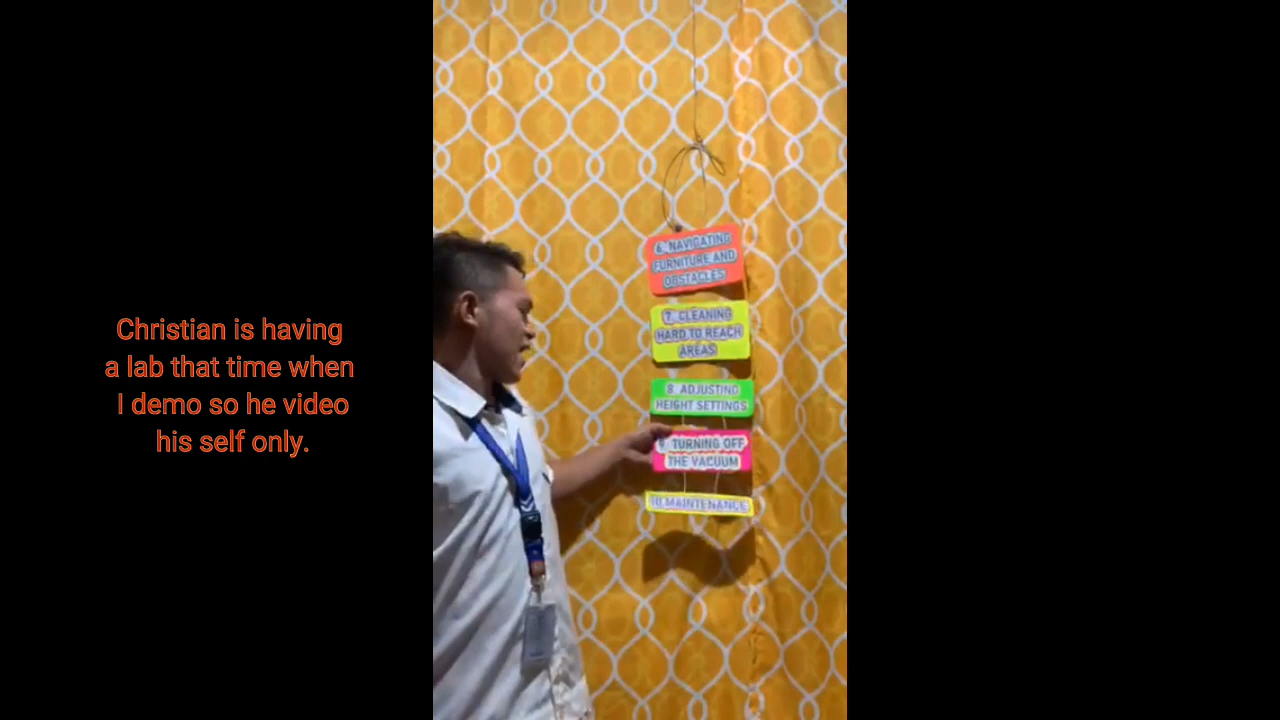 Christian is having
a lab that time when
I demo so he video
his self only.
6. NAVIGATING
FURNITURE AND
OBSTACLES
7. CLEANING
HARD TO REACH
AREAS
8. ADJUSTING
HEIGHT SETTINGS
9. TURNING OFF
THE VACUUM
10 MAINTENANCE